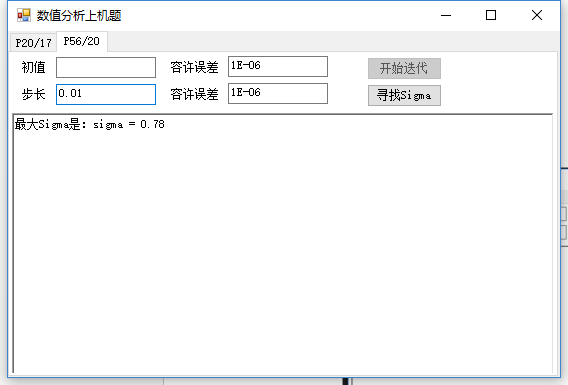 数值分析上机题
P20/17 P56/20
初值 容许误差 1E-06 开始迭代
步长 0.01 容许误差 1E-06 寻找Sigma
最大Sigma是: sigma = 0.78